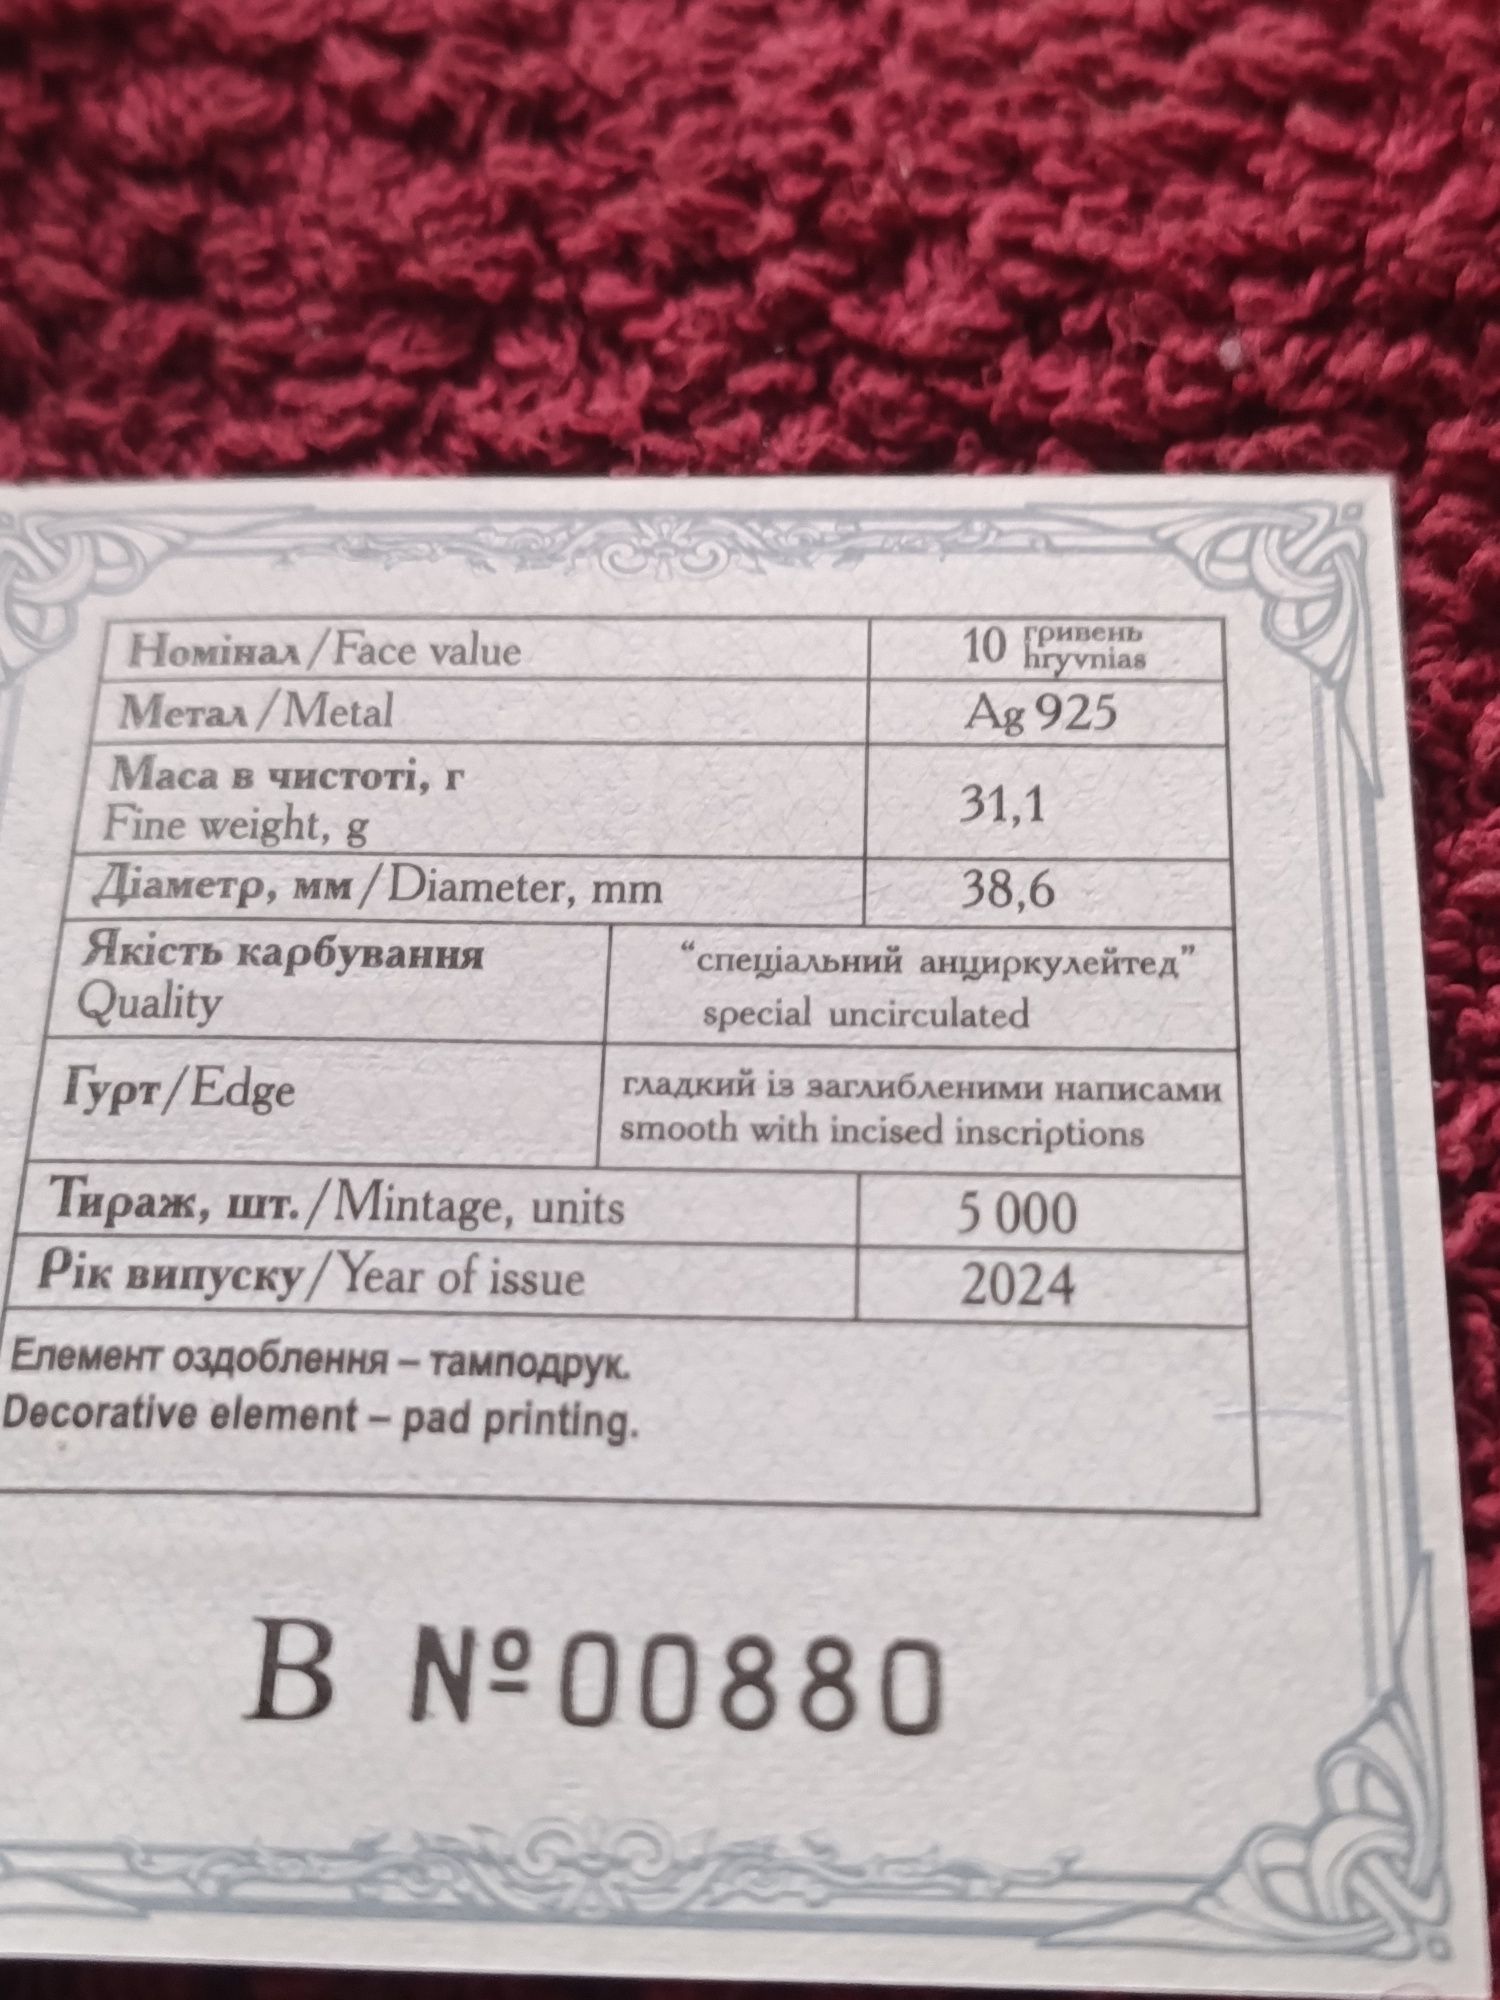 Номінал/Face value 10 гривень hryvnias
Метал/Metal Ag 925
Маса в чистоті, г
Fine weight, g 31,1
Діаметр, мм/Diameter, mm 38,6
Якість карбування "спеціальний анциркулейтед"
Quality special uncirculated
Гурт/Edge гладкий із заглибленими написами
smooth with incised inscriptions
Тираж, шт./Mintage, units 5 000
Рік випуску/Year of issue 2024
Елемент оздоблення – тамподрук.
Decorative element – pad printing.
B № 00880